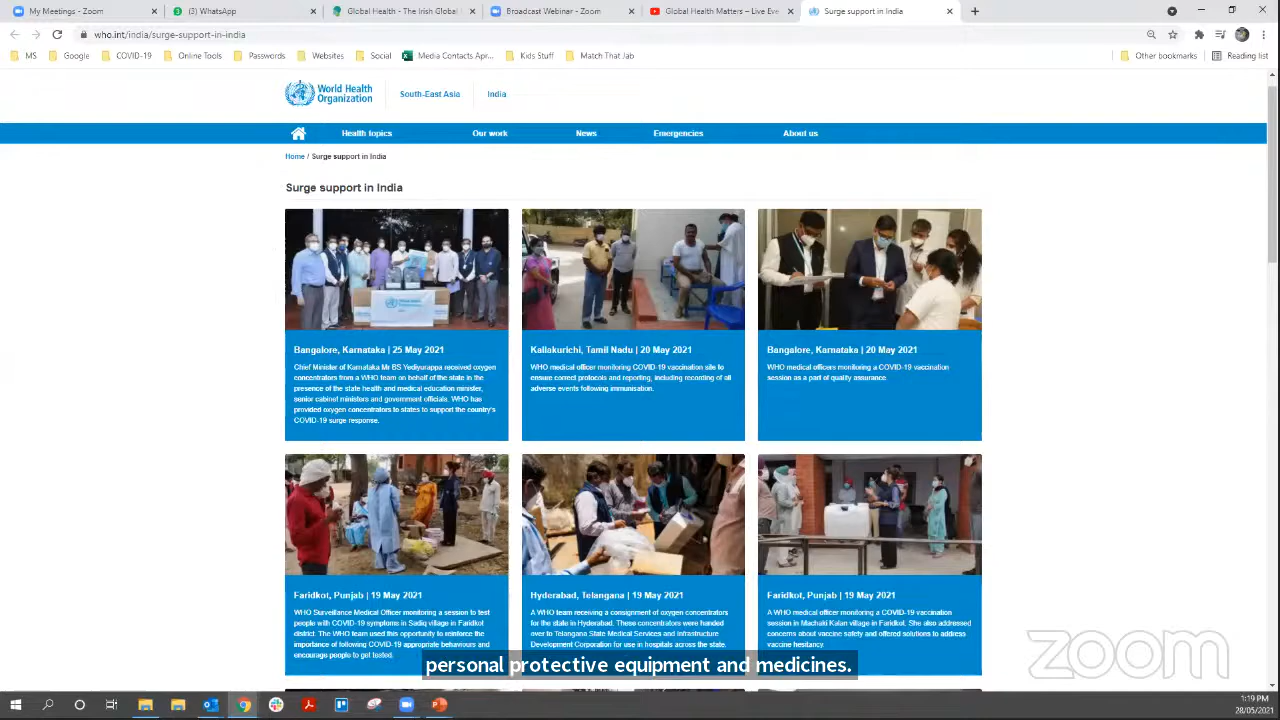 Meetings - Zoom
(3) WhatsApp
Global Health - The Irish Global
Broadcast Webinar - Zoom
Global Health Matters – Live Eve
Surge support in India
who.int/india/surge-support-in-india
MS
Google
COVID-19
Online Tools
Passwords
Websites
Social
Media Contacts Apr...
Kids Stuff
Match That Jab
Other bookmarks
Reading list
World Health
Organization
South-East Asia
India
Health topics
Our work
News
Emergencies
About us
Home / Surge support in India
Surge support in India
Bangalore, Karnataka | 25 May 2021
Chief Minister of Karnataka Mr BS Yediyurappa received oxygen
concentrators from a WHO team on behalf of the state in the
presence of the state health and medical education minister,
senior cabinet ministers and government officials. WHO has
provided oxygen concentrators to states to support the country's
COVID-19 surge response.
Kallakurichi, Tamil Nadu | 20 May 2021
WHO medical officer monitoring COVID-19 vaccination site to
ensure correct protocols and reporting, including recording of all
adverse events following immunisation.
Bangalore, Karnataka | 20 May 2021
WHO medical officers monitoring a COVID-19 vaccination
session as a part of quality assurance.
Faridkot, Punjab | 19 May 2021
WHO Surveillance Medical Officer monitoring a session to test
people with COVID-19 symptoms in Sadiq village in Faridkot
district. The WHO team used this opportunity to reinforce the
importance of following COVID-19 appropriate behaviours and
encourage people to get tested.
Hyderabad, Telangana | 19 May 2021
A WHO team receiving a consignment of oxygen concentrators
for the state in Hyderabad. These concentrators were handed
over to Telangana State Medical Services and Infrastructure
Development Corporation for use in hospitals across the state.
Faridkot, Punjab | 19 May 2021
A WHO medical officer monitoring a COVID-19 vaccination
session in Machaki Kalan village in Faridkot. She also addressed
concerns about vaccine safety and offered solutions to address
vaccine hesitancy.
personal protective equipment and medicines.
zoom
1:19 PM
28/05/2021